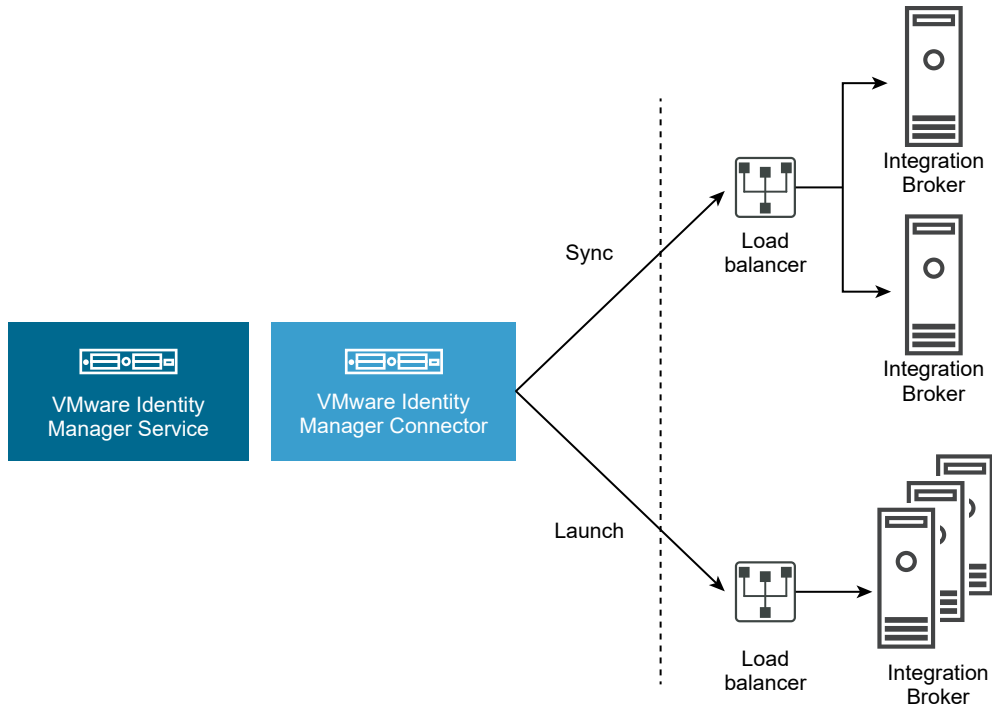 Integration
Broker
Load
balancer
Sync
Integration
Broker
VMware Identity
Manager Service
VMware Identity
Manager Connector
Launch
Load
balancer
Integration
Broker